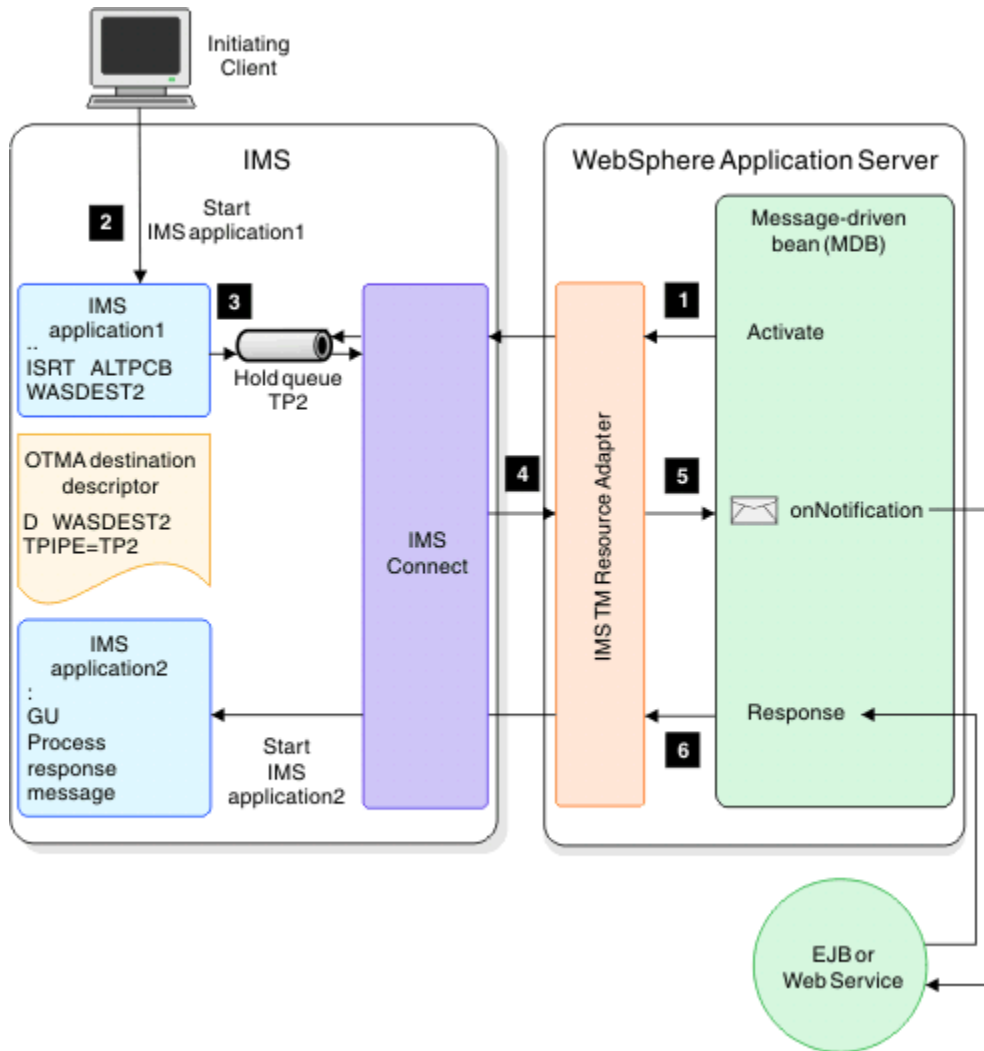 Initiating
Client
IMS
WebSphere Application Server
2
Start
IMS application1
Message-driven
bean (MDB)
IMS
application1
..
ISRT ALTPCB
WASDEST2
3
Hold queue
TP2
1
Activate
OTMA destination
descriptor
D WASDEST2
TPIPE=TP2
IMS
Connect
4
IMS TM Resource Adapter
5
onNotification
IMS
application2
:
GU
Process
response
message
Start
IMS
application2
Response
6
EJB or
Web Service